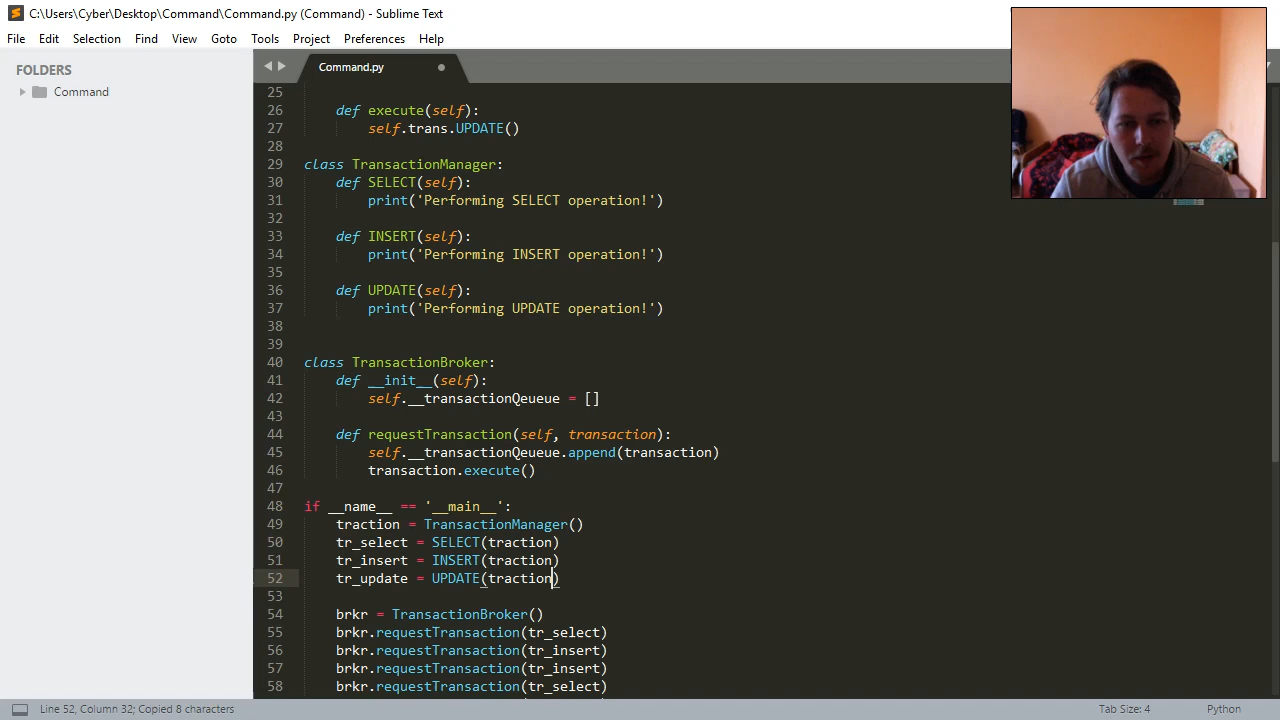 C:\Users\Cyber\Desktop\Command\Command.py (Command) - Sublime Text
File Edit Selection Find View Goto Tools Project Preferences Help
FOLDERS
Command
Command.py
25
26 def execute(self):
27 self.trans.UPDATE()
28
29 class TransactionManager:
30 def SELECT(self):
31 print('Performing SELECT operation!')
32
33 def INSERT(self):
34 print('Performing INSERT operation!')
35
36 def UPDATE(self):
37 print('Performing UPDATE operation!')
38
39
40 class TransactionBroker:
41 def __init__(self):
42 self.__transactionQeueue = []
43
44 def requestTransaction(self, transaction):
45 self.__transactionQeueue.append(transaction)
46 transaction.execute()
47
48 if __name__ == '__main__':
49 traction = TransactionManager()
50 tr_select = SELECT(traction)
51 tr_insert = INSERT(traction)
52 tr_update = UPDATE(traction)
53
54 brkr = TransactionBroker()
55 brkr.requestTransaction(tr_select)
56 brkr.requestTransaction(tr_insert)
57 brkr.requestTransaction(tr_insert)
58 brkr.requestTransaction(tr_select)
Line 52, Column 32; Copied 8 characters
Tab Size: 4
Python